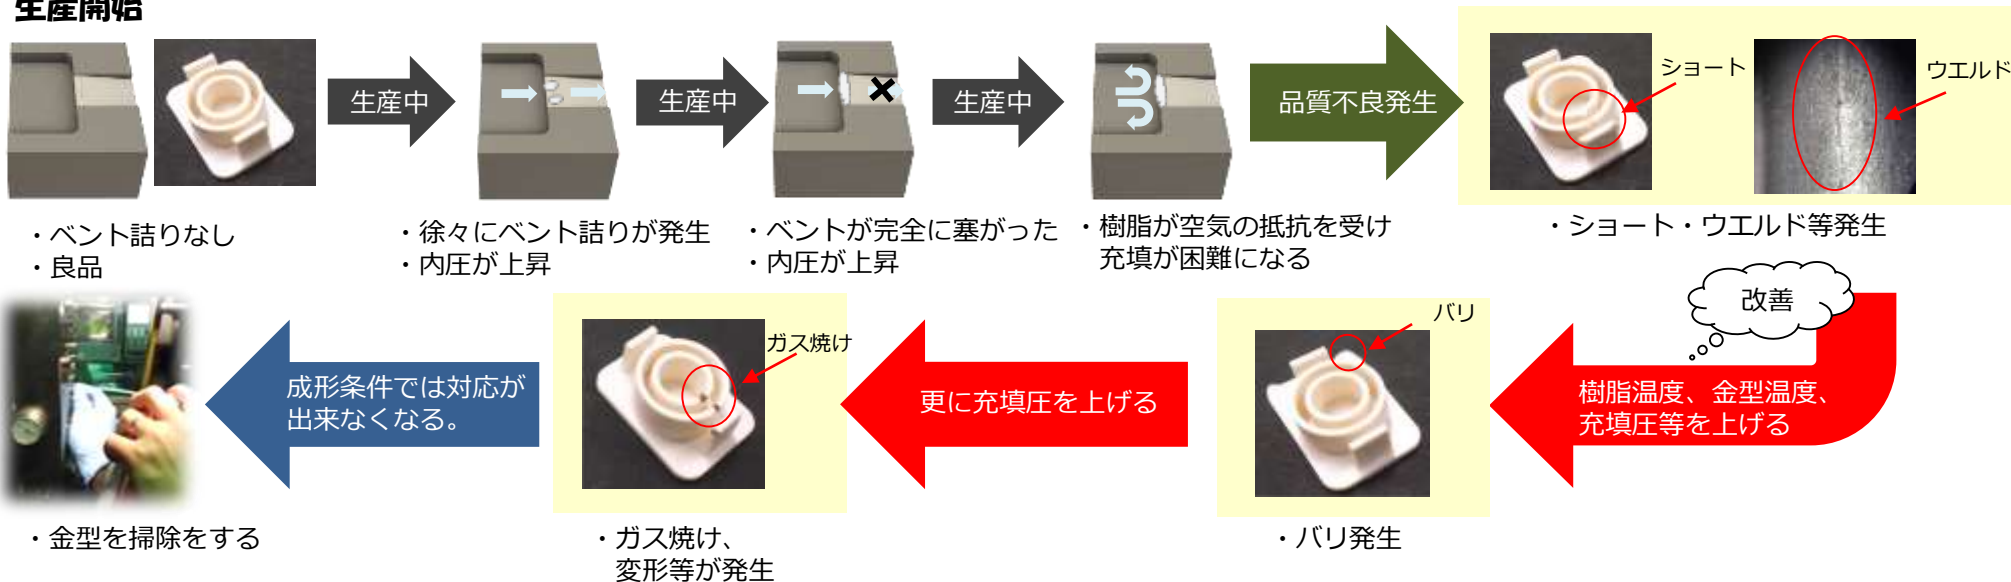 生産開始
生産中
生産中
生産中
品質不良発生
ショート
ウエルド
・ベント詰りなし
・良品
・徐々にベント詰りが発生
・内圧が上昇
・ベントが完全に塞がった
・内圧が上昇
・樹脂が空気の抵抗を受け
充填が困難になる
・ショート・ウエルド等発生
改善
樹脂温度、金型温度、
充填圧等を上げる
バリ
・バリ発生
更に充填圧を上げる
ガス焼け
・ガス焼け、
変形等が発生
成形条件では対応が
出来なくなる。
・金型を掃除をする